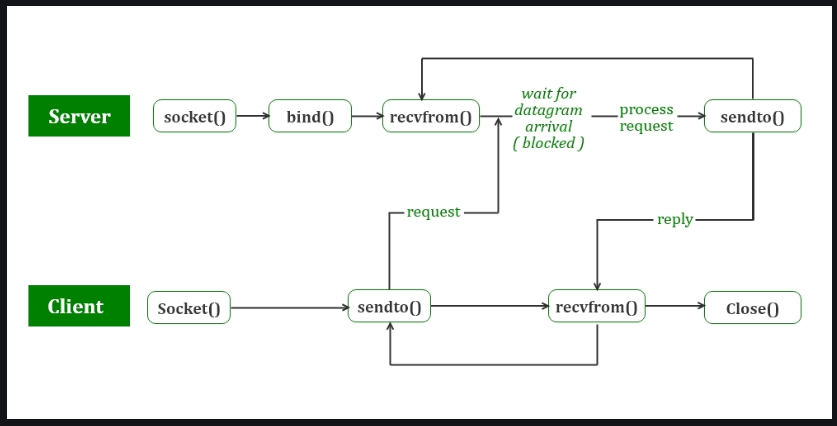 Server
socket()
bind()
recvfrom()
wait for
datagram
arrival
( blocked )
process
request
sendto()
request
reply
Client
Socket()
sendto()
recvfrom()
Close()